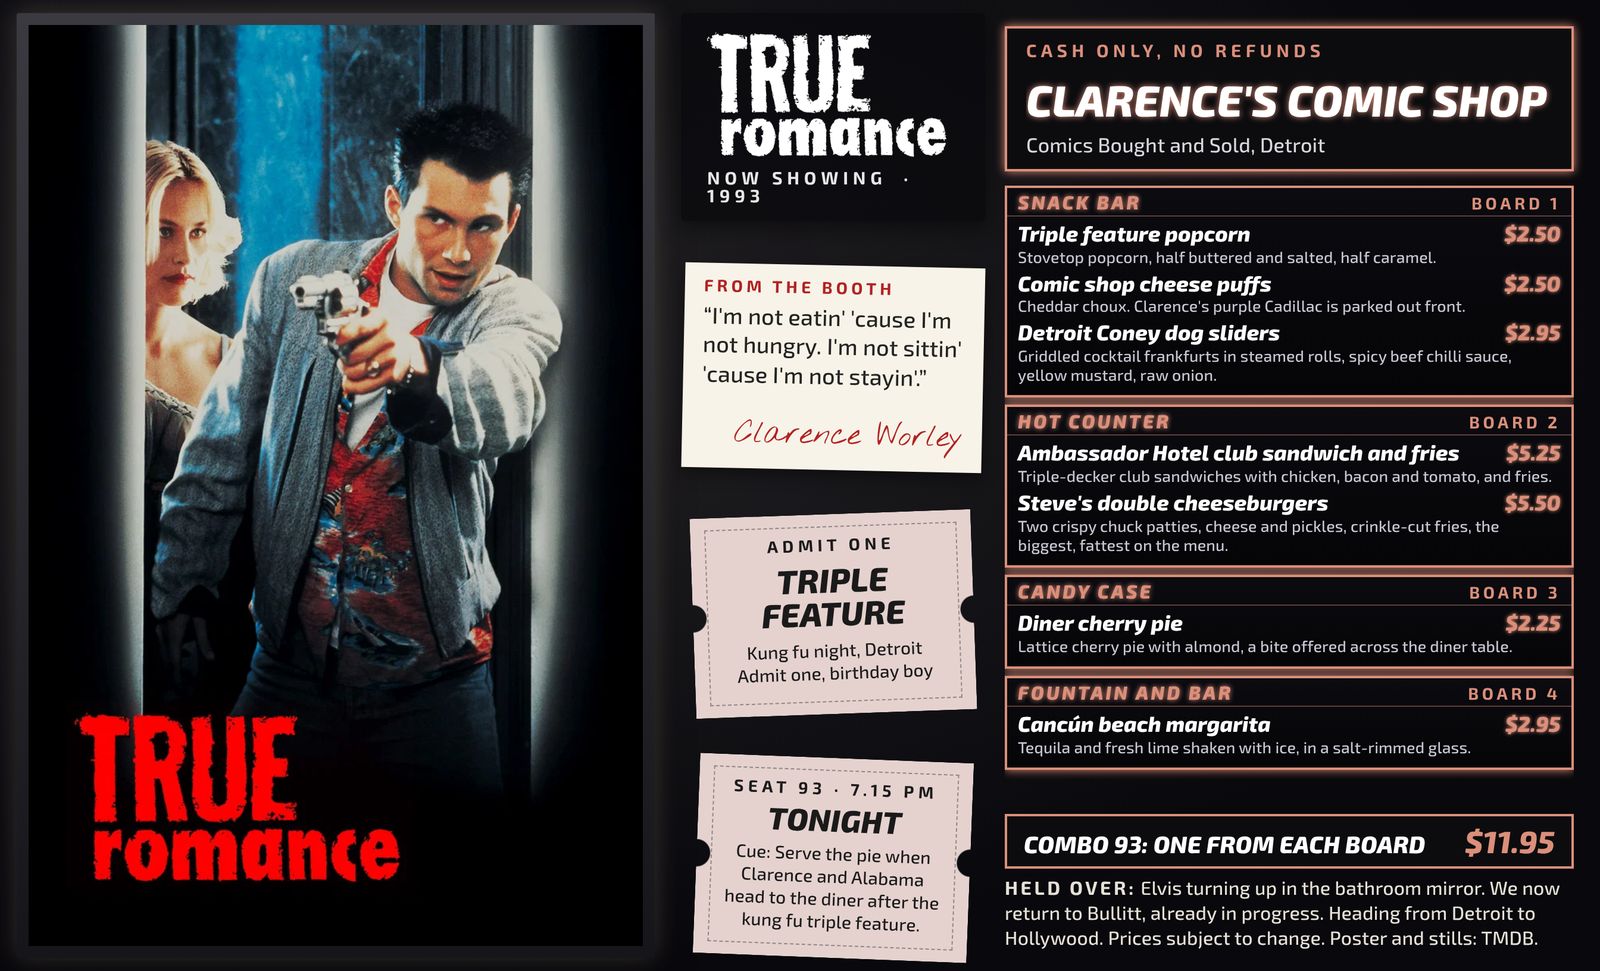 TRUE
romance
TRUE
romance
NOW SHOWING ·
1993
FROM THE BOOTH
“I'm not eatin' 'cause I'm
not hungry. I'm not sittin'
'cause I'm not stayin'.”
Clarence Worley
ADMIT ONE
TRIPLE
FEATURE
Kung fu night, Detroit
Admit one, birthday boy
SEAT 93 · 7.15 PM
TONIGHT
Cue: Serve the pie when
Clarence and Alabama
head to the diner after the
kung fu triple feature.
CASH ONLY, NO REFUNDS
CLARENCE'S COMIC SHOP
Comics Bought and Sold, Detroit
SNACK BAR BOARD 1
Triple feature popcorn $2.50
Stovetop popcorn, half buttered and salted, half caramel.
Comic shop cheese puffs $2.50
Cheddar choux. Clarence's purple Cadillac is parked out front.
Detroit Coney dog sliders $2.95
Griddled cocktail frankfurts in steamed rolls, spicy beef chilli sauce,
yellow mustard, raw onion.
HOT COUNTER BOARD 2
Ambassador Hotel club sandwich and fries $5.25
Triple-decker club sandwiches with chicken, bacon and tomato, and fries.
Steve's double cheeseburgers $5.50
Two crispy chuck patties, cheese and pickles, crinkle-cut fries, the
biggest, fattest on the menu.
CANDY CASE BOARD 3
Diner cherry pie $2.25
Lattice cherry pie with almond, a bite offered across the diner table.
FOUNTAIN AND BAR BOARD 4
Cancún beach margarita $2.95
Tequila and fresh lime shaken with ice, in a salt-rimmed glass.
COMBO 93: ONE FROM EACH BOARD $11.95
HELD OVER: Elvis turning up in the bathroom mirror. We now
return to Bullitt, already in progress. Heading from Detroit to
Hollywood. Prices subject to change. Poster and stills: TMDB.